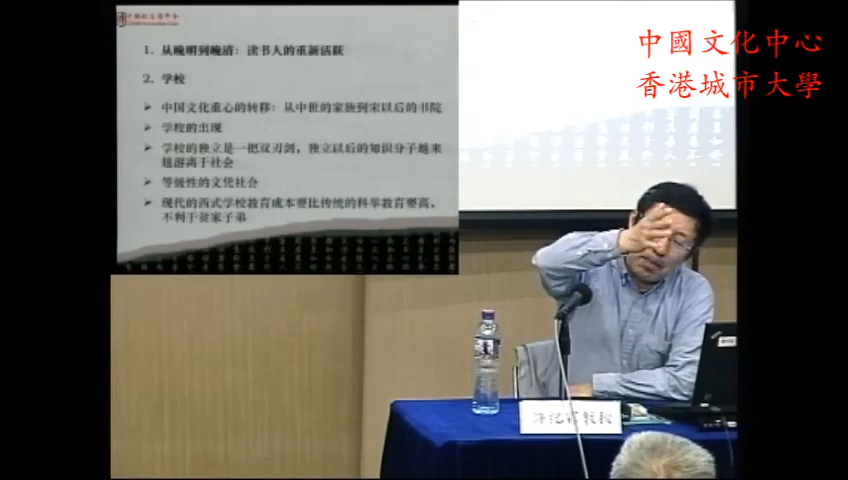 1. 从晚明到晚清：读书人的重新活跃
2. 学校
➢ 中国文化重心的转移：从中世的家族到宋以后的书院
➢ 学校的出现
➢ 学校的独立是一把双刃剑，独立以后的知识分子越来
越游离于社会
➢ 等级性的文凭社会
➢ 现代的西式学校教育成本要比传统的科举教育要高，
不利于贫家子弟
中國文化中心
香港城市大學
許紀霖教授